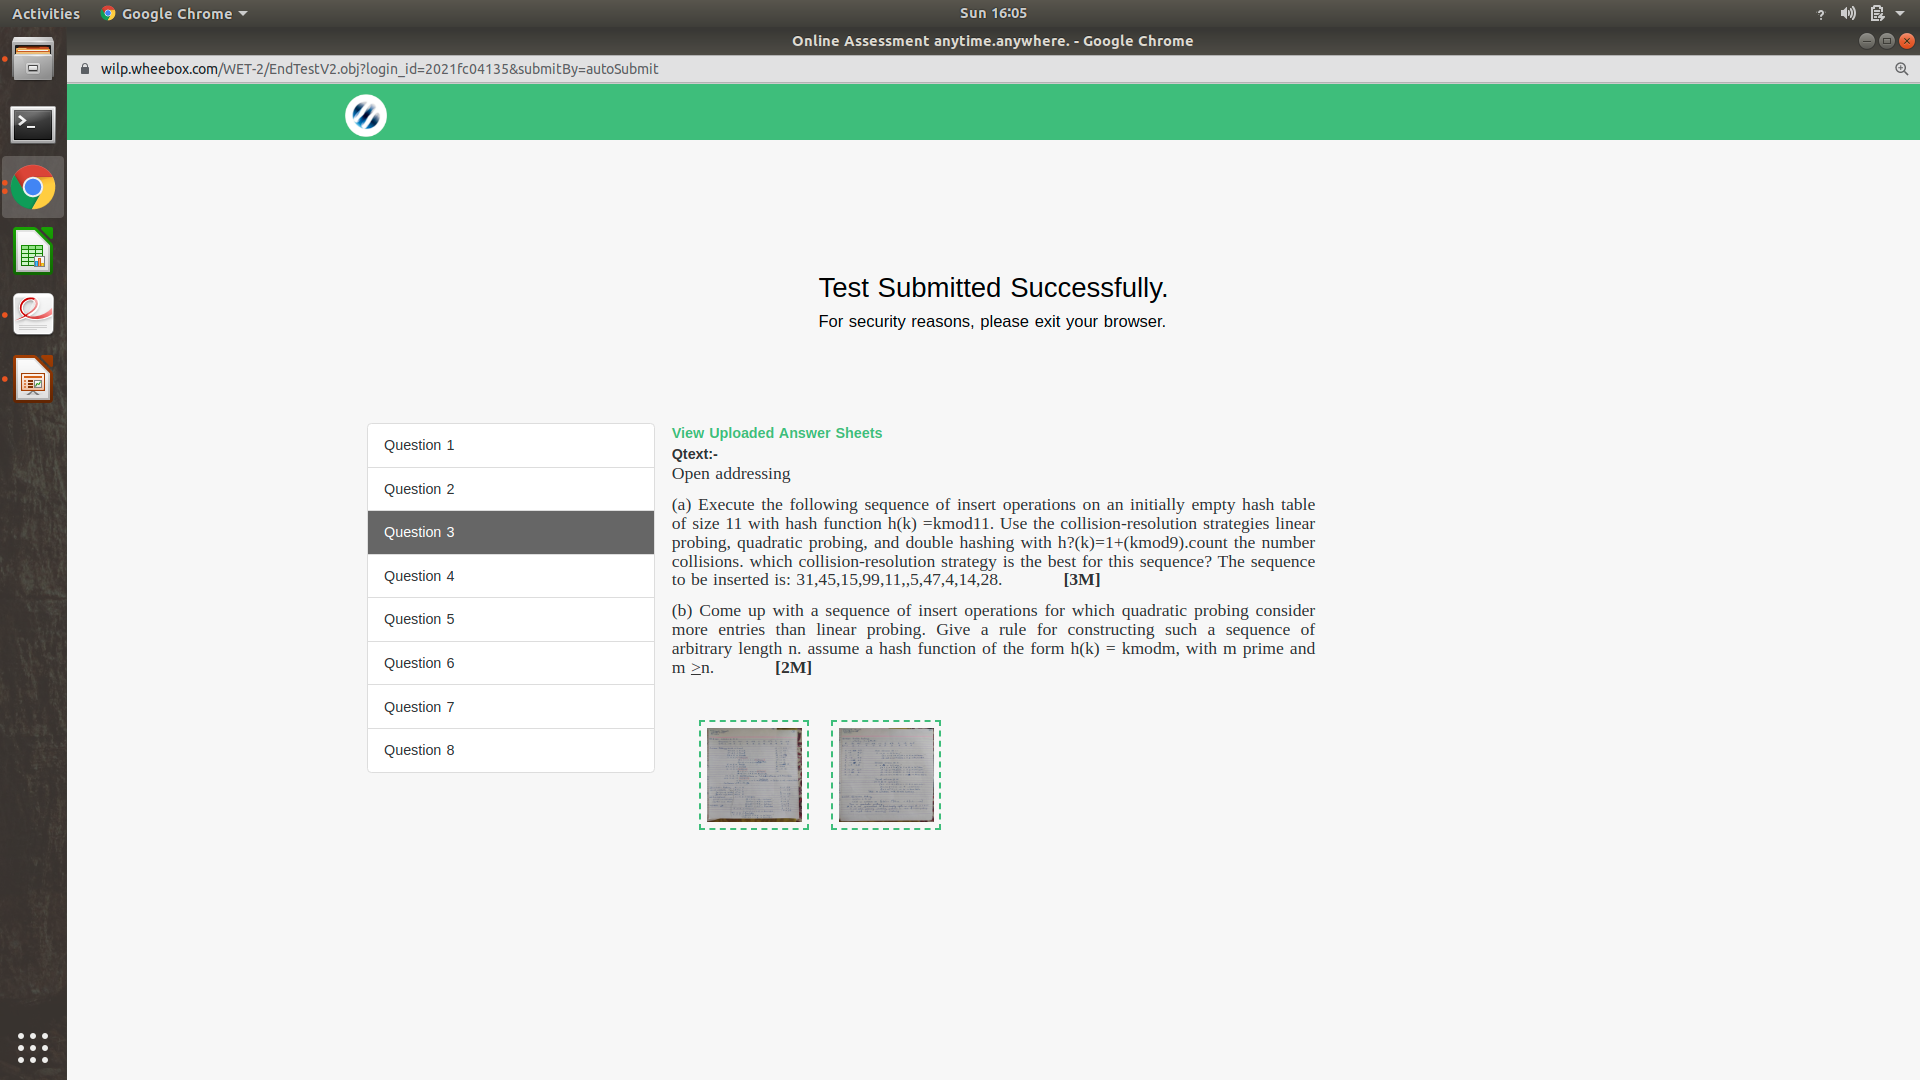 Activities
Google Chrome
Sun 16:05
?
Online Assessment anytime.anywhere. - Google Chrome
wilp.wheebox.com/WET-2/EndTestV2.obj?login_id=2021fc04135&submitBy=autoSubmit
Test Submitted Successfully.
For security reasons, please exit your browser.
Question 1
Question 2
Question 3
Question 4
Question 5
Question 6
Question 7
Question 8
View Uploaded Answer Sheets
Qtext:-
Open addressing
(a) Execute the following sequence of insert operations on an initially empty hash table
of size 11 with hash function h(k) =kmod11. Use the collision-resolution strategies linear
probing, quadratic probing, and double hashing with h?(k)=1+(kmod9).count the number
collisions. which collision-resolution strategy is the best for this sequence? The sequence
to be inserted is: 31,45,15,99,11,,5,47,4,14,28. [3M]
(b) Come up with a sequence of insert operations for which quadratic probing consider
more entries than linear probing. Give a rule for constructing such a sequence of
arbitrary length n. assume a hash function of the form h(k) = kmodm, with m prime and
m >n. [2M]